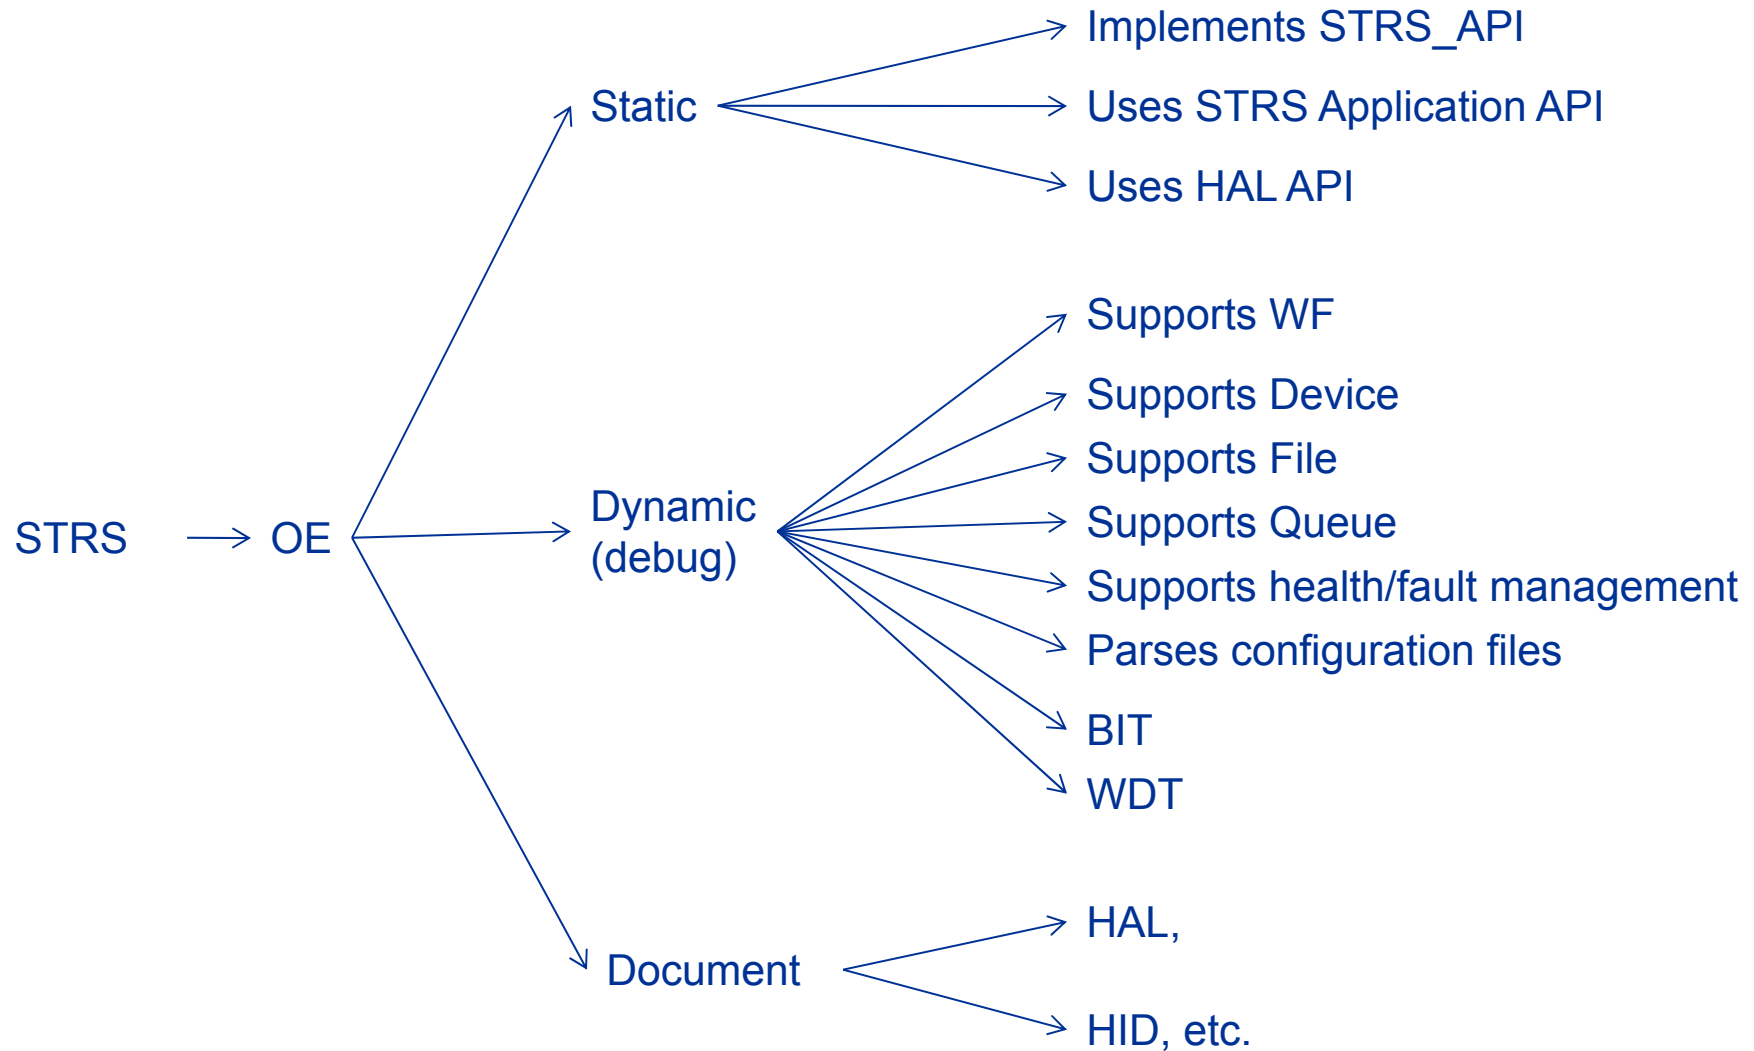 STRS
OE
Static
Implements STRS_API
Uses STRS Application API
Uses HAL API
Dynamic
(debug)
Supports WF
Supports Device
Supports File
Supports Queue
Supports health/fault management
Parses configuration files
BIT
WDT
Document
HAL,
HID, etc.